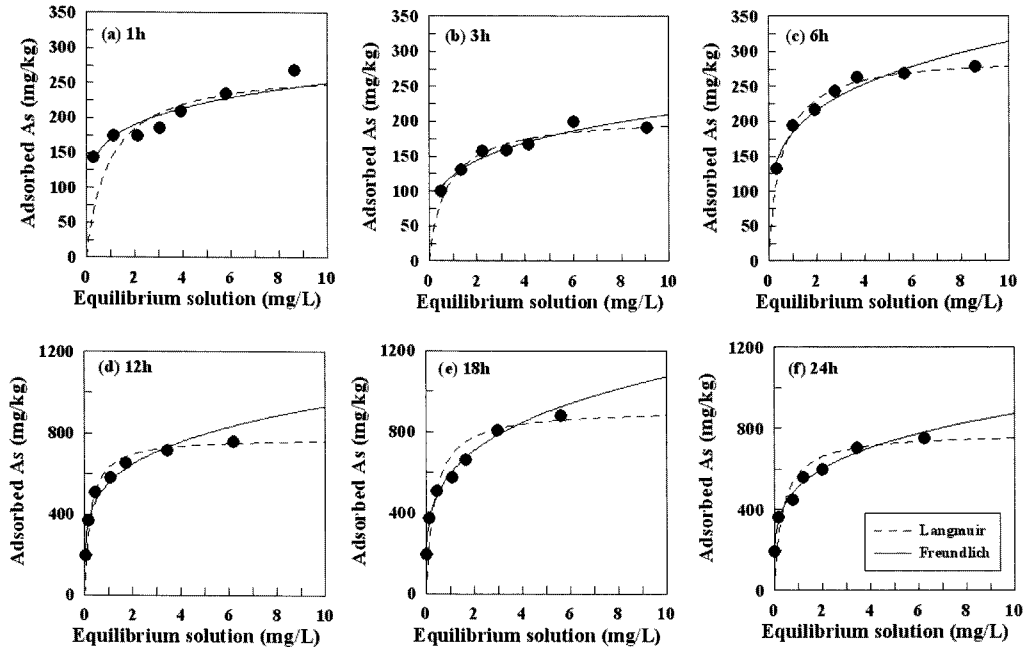 (a) 1h
Adsorbed As (mg/kg)
350
300
250
200
150
100
50
0
0 2 4 6 8 10
Equilibrium solution (mg/L)
(b) 3h
Adsorbed As (mg/kg)
350
300
250
200
150
100
50
0
0 2 4 6 8 10
Equilibrium solution (mg/L)
(c) 6h
Adsorbed As (mg/kg)
350
300
250
200
150
100
50
0
0 2 4 6 8 10
Equilibrium solution (mg/L)
(d) 12h
Adsorbed As (mg/kg)
1200
800
400
0
0 2 4 6 8 10
Equilibrium solution (mg/L)
(e) 18h
Adsorbed As (mg/kg)
1200
800
400
0
0 2 4 6 8 10
Equilibrium solution (mg/L)
(f) 24h
Adsorbed As (mg/kg)
1200
800
400
0
0 2 4 6 8 10
Equilibrium solution (mg/L)
Langmuir
Freundlich